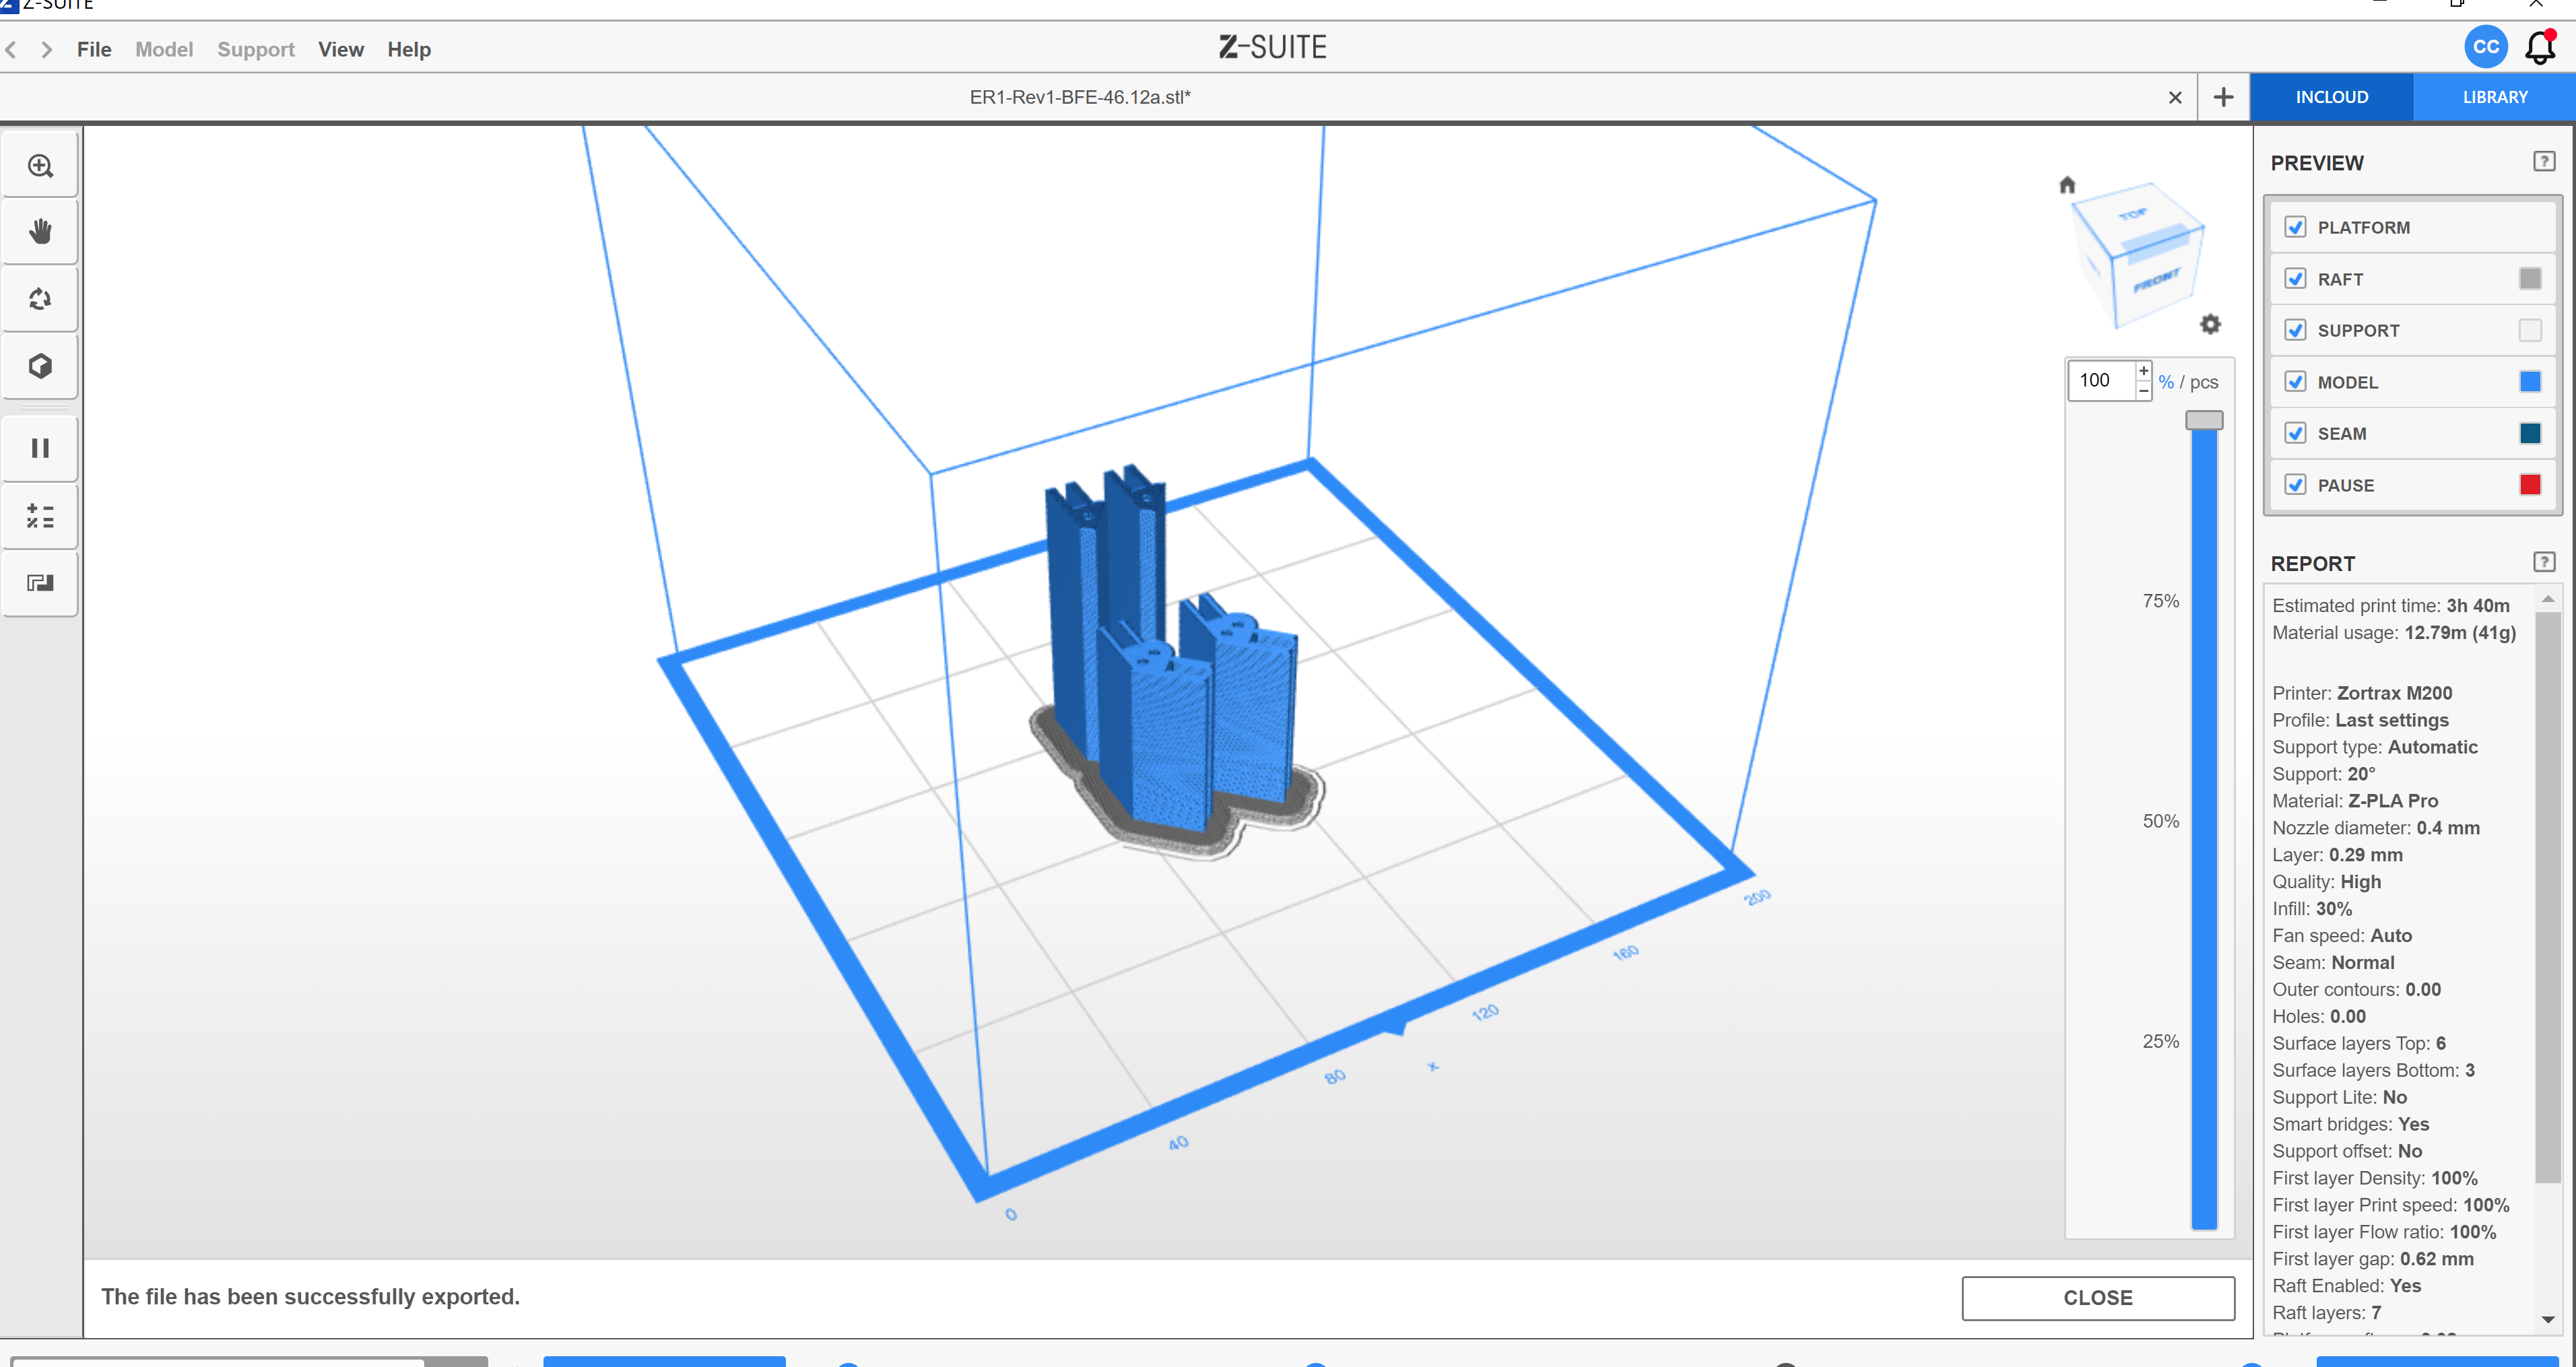 Z-SUITE
File Model Support View Help
Z-SUITE
CC
ER1-Rev1-BFE-46.12a.stl*
INCLOUD
LIBRARY
TOP
FRONT
100 + − % / pcs
75%
50%
25%
200
160
120
x
80
40
0
PREVIEW ?
PLATFORM
RAFT
SUPPORT
MODEL
SEAM
PAUSE
REPORT ?
Estimated print time: 3h 40m
Material usage: 12.79m (41g)
Printer: Zortrax M200
Profile: Last settings
Support type: Automatic
Support: 20°
Material: Z-PLA Pro
Nozzle diameter: 0.4 mm
Layer: 0.29 mm
Quality: High
Infill: 30%
Fan speed: Auto
Seam: Normal
Outer contours: 0.00
Holes: 0.00
Surface layers Top: 6
Surface layers Bottom: 3
Support Lite: No
Smart bridges: Yes
Support offset: No
First layer Density: 100%
First layer Print speed: 100%
First layer Flow ratio: 100%
First layer gap: 0.62 mm
Raft Enabled: Yes
Raft layers: 7
The file has been successfully exported.
CLOSE